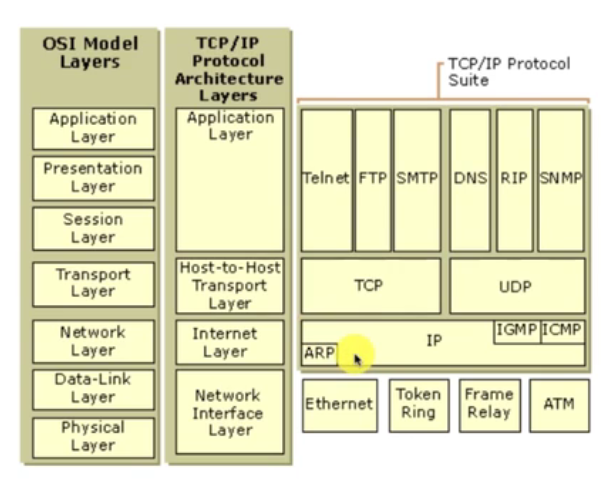 OSI Model
Layers
Application
Layer
Presentation
Layer
Session
Layer
Transport
Layer
Network
Layer
Data-Link
Layer
Physical
Layer
TCP/IP
Protocol
Architecture
Layers
Application
Layer
Host-to-Host
Transport
Layer
Internet
Layer
Network
Interface
Layer
TCP/IP Protocol
Suite
Telnet FTP SMTP DNS RIP SNMP
TCP UDP
IP IGMP ICMP
ARP
Ethernet
Token
Ring
Frame
Relay
ATM